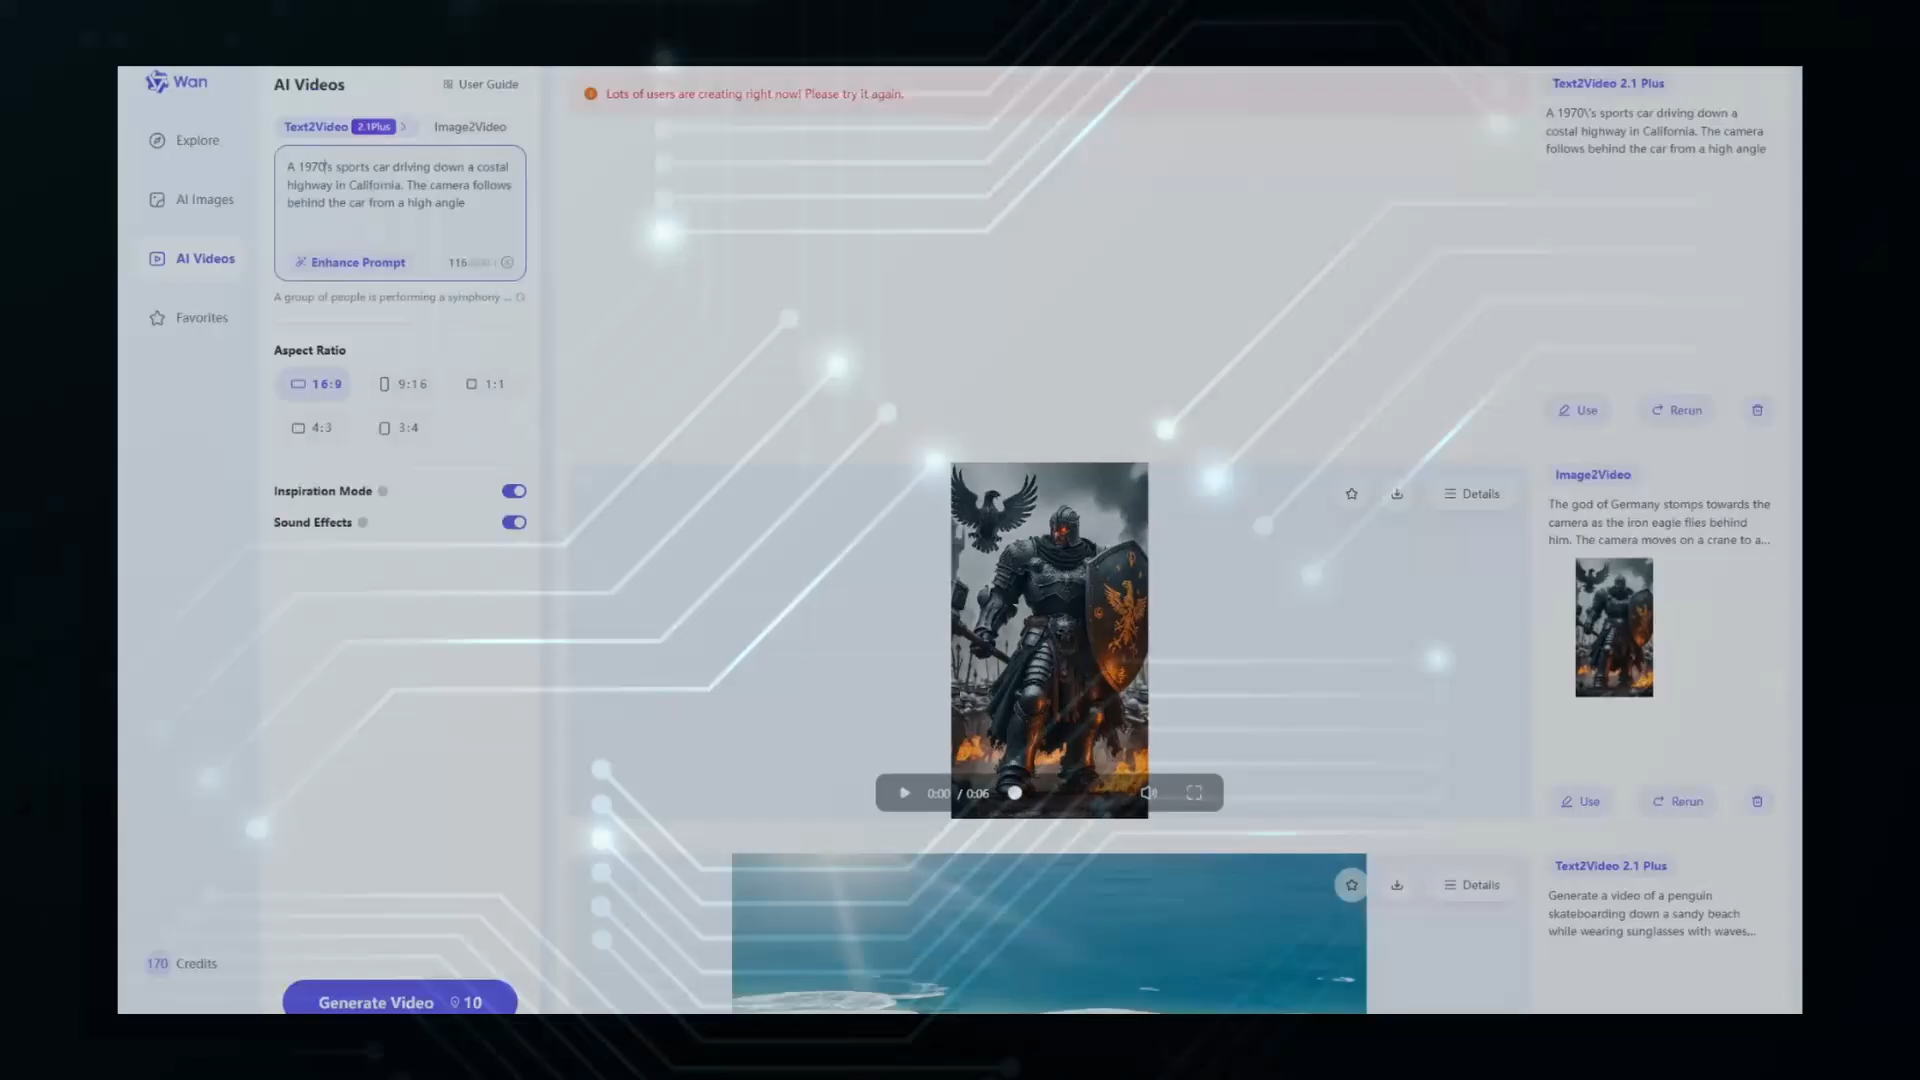 Wan
Explore
AI Images
AI Videos
Favorites
170 Credits
AI Videos
User Guide
Text2Video 2.1Plus
Image2Video
A 1970's sports car driving down a costal
highway in California. The camera follows
behind the car from a high angle
Enhance Prompt
116
A group of people is performing a symphony ...
Aspect Ratio
16:9
9:16
1:1
4:3
3:4
Inspiration Mode
Sound Effects
Generate Video 10
Lots of users are creating right now! Please try it again.
Text2Video 2.1 Plus
A 1970\'s sports car driving down a
costal highway in California. The camera
follows behind the car from a high angle
Use
Rerun
Details
0:00 / 0:06
Image2Video
The god of Germany stomps towards the
camera as the iron eagle flies behind
him. The camera moves on a crane to a...
Use
Rerun
Details
Text2Video 2.1 Plus
Generate a video of a penguin
skateboarding down a sandy beach
while wearing sunglasses with waves...